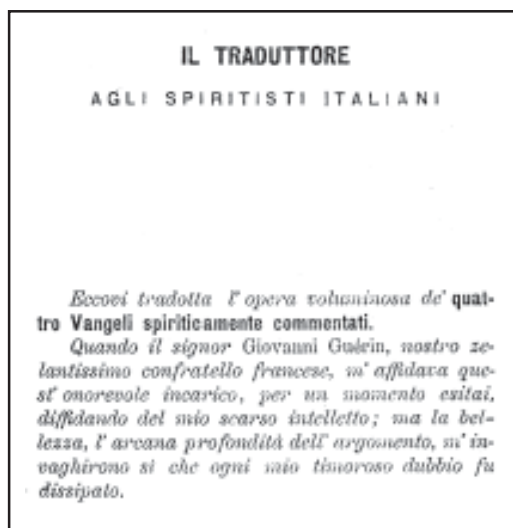 IL TRADUTTORE
AGLI SPIRITISTI ITALIANI
Eccovi tradotta l' opera voluminosa de' quat-
tro Vangeli spiriticamente commentati.
Quando il signor Giovanni Guérin, nostro ze-
lantissimo confratello francese, m' affidava que-
st' onorevole incarico, per un momento esitai,
diffidando del mio scarso intelletto; ma la bel-
lezza, l' arcana profondità dell' argomento, m' in-
vaghirono sì che ogni mio timoroso dubbio fu
dissipato.